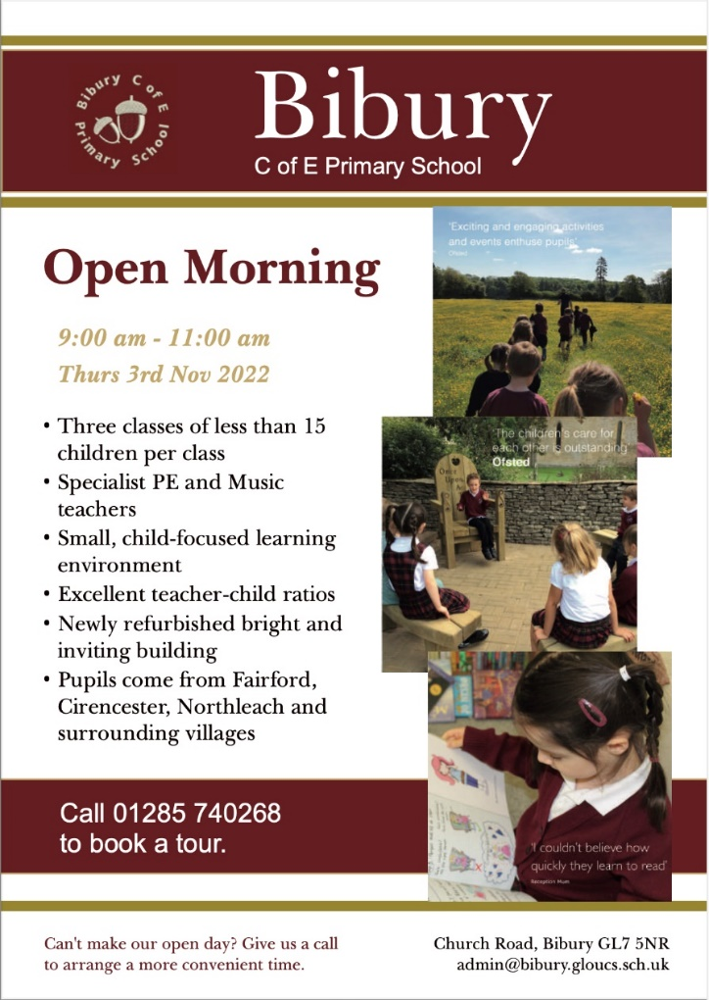 Bibury C of E
Primary School
Bibury
C of E Primary School
Open Morning
9:00 am - 11:00 am
Thurs 3rd Nov 2022
• Three classes of less than 15
children per class
• Specialist PE and Music
teachers
• Small, child-focused learning
environment
• Excellent teacher-child ratios
• Newly refurbished bright and
inviting building
• Pupils come from Fairford,
Cirencester, Northleach and
surrounding villages
'Exciting and engaging activities
and events enthuse pupils'
Ofsted
'The children's care for
each other is outstanding'
Ofsted
'I couldn't believe how
quickly they learn to read'
Reception Mum
Call 01285 740268
to book a tour.
Can't make our open day? Give us a call
to arrange a more convenient time.
Church Road, Bibury GL7 5NR
admin@bibury.gloucs.sch.uk